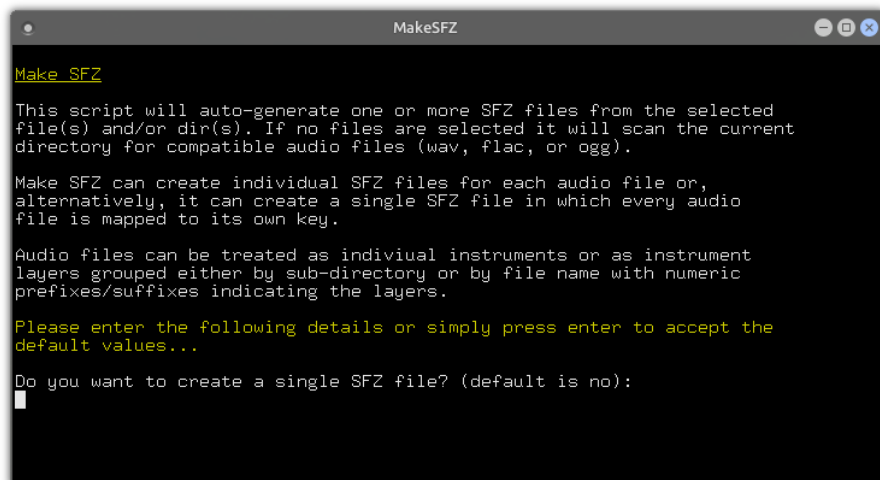 MakeSFZ
Make SFZ
This script will auto-generate one or more SFZ files from the selected
file(s) and/or dir(s). If no files are selected it will scan the current
directory for compatible audio files (wav, flac, or ogg).
Make SFZ can create individual SFZ files for each audio file or,
alternatively, it can create a single SFZ file in which every audio
file is mapped to its own key.
Audio files can be treated as indiviual instruments or as instrument
layers grouped either by sub-directory or by file name with numeric
prefixes/suffixes indicating the layers.
Please enter the following details or simply press enter to accept the
default values...
Do you want to create a single SFZ file? (default is no):